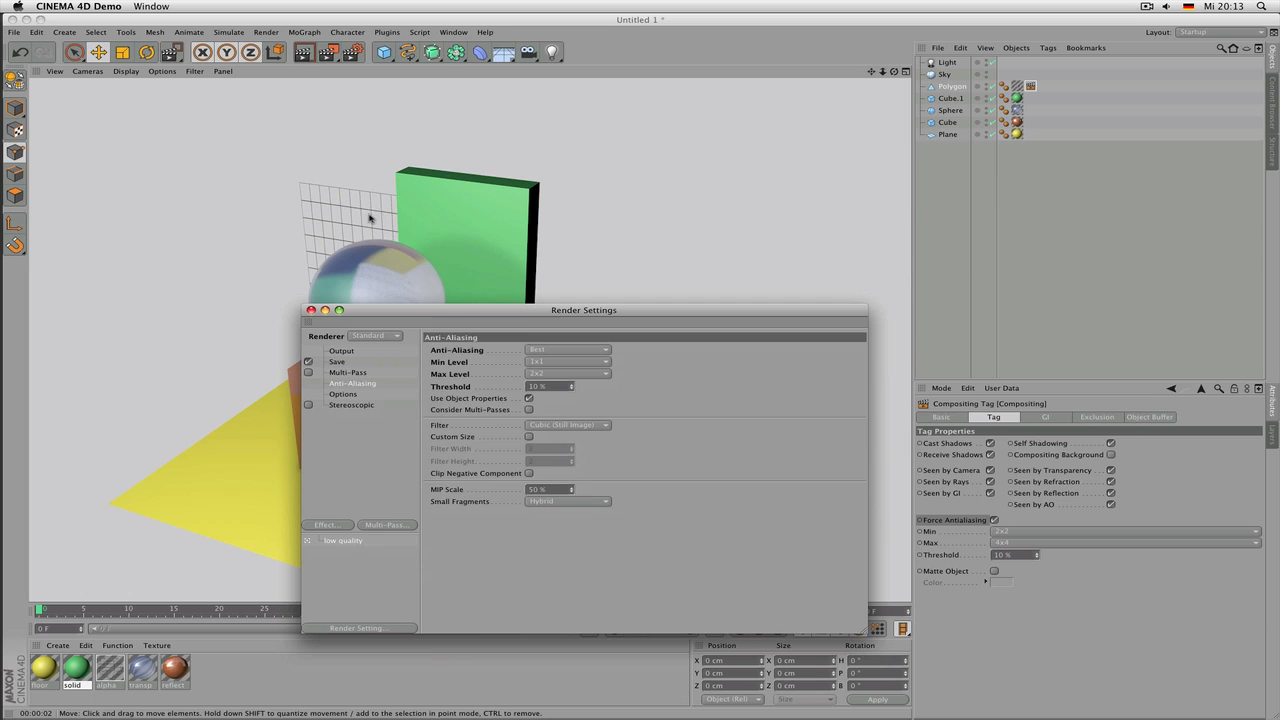 CINEMA 4D Demo Window Mi 20:13
Untitled 1 *
File Edit Create Select Tools Mesh Animate Simulate Render MoGraph Character Plugins Script Window Help Layout: Startup
File Edit View Objects Tags Bookmarks
View Cameras Display Options Filter Panel
Light
Sky
Polygon
Cube.1
Sphere
Cube
Plane
Objects
Content Browser
Structure
Render Settings
Renderer Standard
Output
Save
Multi-Pass
Anti-Aliasing
Options
Stereoscopic
Effect... Multi-Pass...
low quality
Render Setting...
Anti-Aliasing
Anti-Aliasing Best
Min Level 1x1
Max Level 2x2
Threshold 10 %
Use Object Properties
Consider Multi-Passes
Filter Cubic (Still Image)
Custom Size
Filter Width 2
Filter Height 2
Clip Negative Component
MIP Scale 50 %
Small Fragments Hybrid
Mode Edit User Data
Compositing Tag [Compositing]
Basic Tag GI Exclusion Object Buffer
Tag Properties
Cast Shadows Self Shadowing
Receive Shadows Compositing Background
Seen by Camera Seen by Transparency
Seen by Rays Seen by Refraction
Seen by GI Seen by Reflection
Seen by AO
Force Antialiasing
Min 2x2
Max 4x4
Threshold 10 %
Matte Object
Color
Attributes
Layers
0 5 10 15 20 25
0 F
Create Edit Function Texture
floor solid alpha transp reflect
MAXON
CINEMA 4D
Position Size Rotation
X 0 cm X 0 cm H 0 °
Y 0 cm Y 0 cm P 0 °
Z 0 cm Z 0 cm B 0 °
Object (Rel) Size Apply
00:00:02 Move: Click and drag to move elements. Hold down SHIFT to quantize movement / add to the selection in point mode, CTRL to remove.